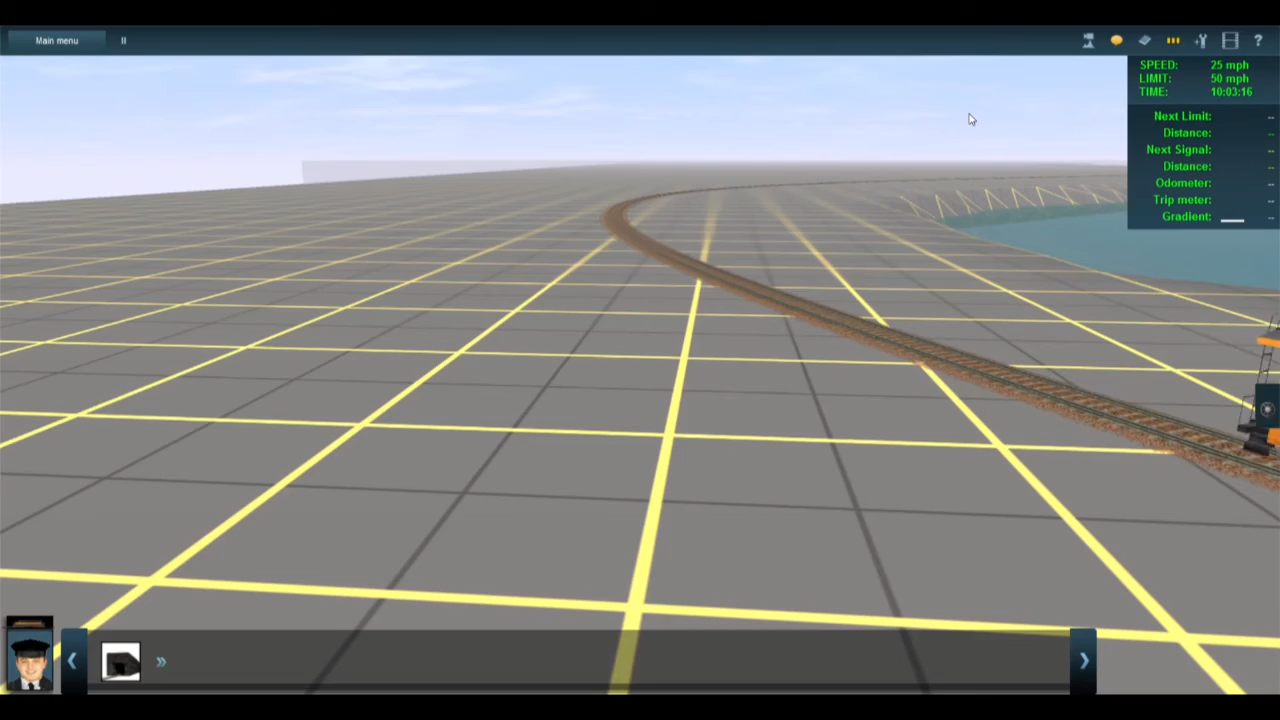 Main menu
SPEED: 25 mph
LIMIT: 50 mph
TIME: 10:03:16
Next Limit: --
Distance: --
Next Signal: --
Distance: --
Odometer: --
Trip meter: --
Gradient: --